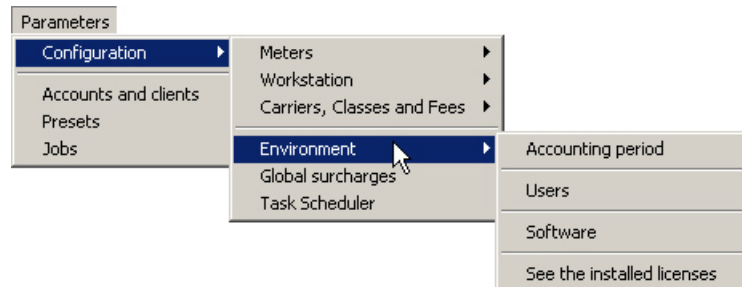 Parameters
Configuration
Accounts and clients
Presets
Jobs
Meters
Workstation
Carriers, Classes and Fees
Environment
Global surcharges
Task Scheduler
Accounting period
Users
Software
See the installed licenses